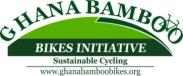 GHANA BAMBOO
BIKES INITIATIVE
Sustainable Cycling
www.ghanabamboobikes.org